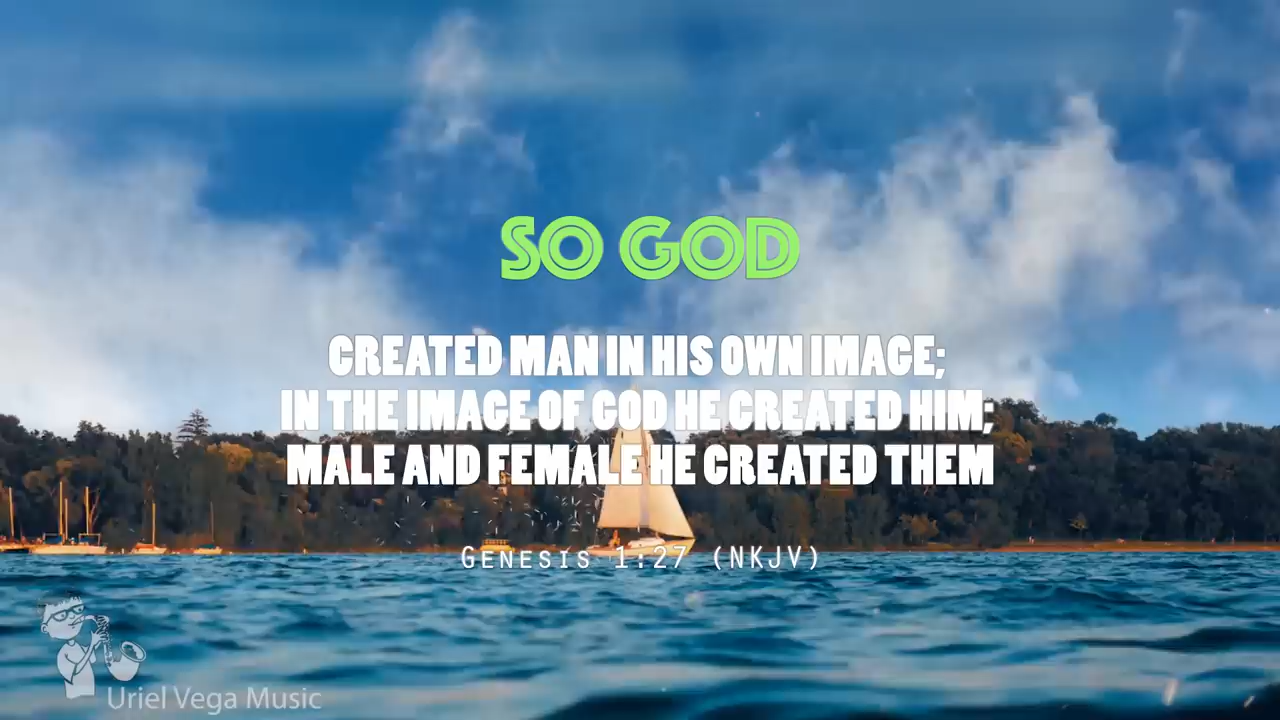 SO GOD
CREATED MAN IN HIS OWN IMAGE;
IN THE IMAGE OF GOD HE CREATED HIM;
MALE AND FEMALE HE CREATED THEM
GENESIS 1:27 (NKJV)
Uriel Vega Music